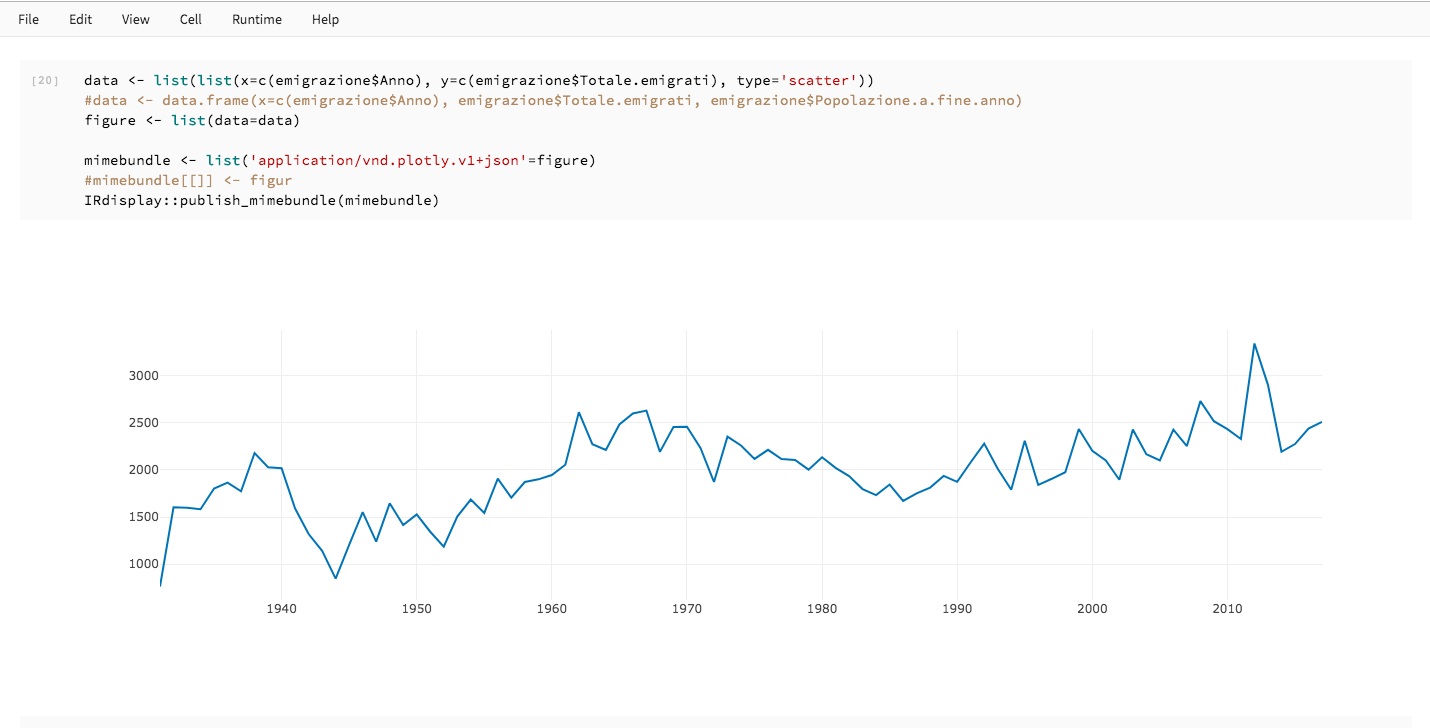 File Edit View Cell Runtime Help
[20] data <- list(list(x=c(emigrazione$Anno), y=c(emigrazione$Totale.emigrati), type='scatter'))
#data <- data.frame(x=c(emigrazione$Anno), emigrazione$Totale.emigrati, emigrazione$Popolazione.a.fine.anno)
figure <- list(data=data)
mimebundle <- list('application/vnd.plotly.v1+json'=figure)
#mimebundle[[]] <- figur
IRdisplay::publish_mimebundle(mimebundle)
3000
2500
2000
1500
1000
1940 1950 1960 1970 1980 1990 2000 2010